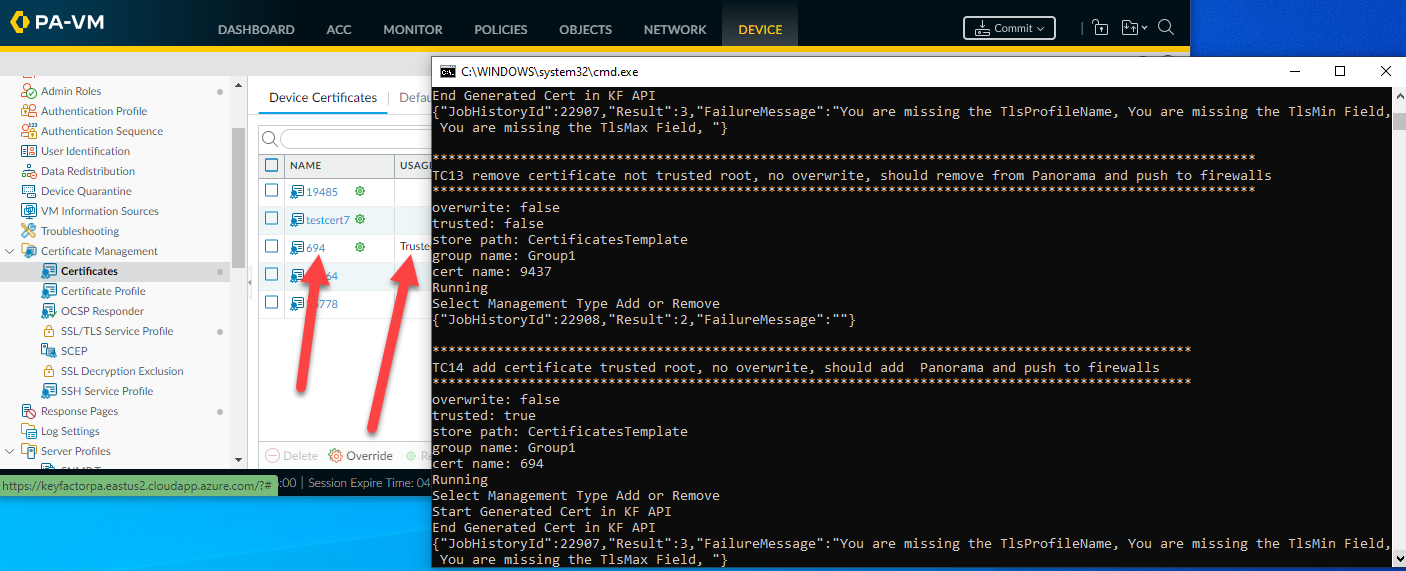 PA-VM
DASHBOARD ACC MONITOR POLICIES OBJECTS NETWORK DEVICE
Commit
Admin Roles
Authentication Profile
Authentication Sequence
User Identification
Data Redistribution
Device Quarantine
VM Information Sources
Troubleshooting
Certificate Management
Certificates
Certificate Profile
OCSP Responder
SSL/TLS Service Profile
SCEP
SSL Decryption Exclusion
SSH Service Profile
Response Pages
Log Settings
Server Profiles
https://keyfactorpa.eastus2.cloudapp.azure.com/?#
:00 | Session Expire Time: 04
Device Certificates
NAME USAGE
19485
testcert7
694
64
778
Delete Override
C:\WINDOWS\system32\cmd.exe
End Generated Cert in KF API
{"JobHistoryId":22907,"Result":3,"FailureMessage":"You are missing the TlsProfileName, You are missing the TlsMin Field,
You are missing the TlsMax Field, "}
*******************************************************************************************************
TC13 remove certificate not trusted root, no overwrite, should remove from Panorama and push to firewalls
*******************************************************************************************************
overwrite: false
trusted: false
store path: CertificatesTemplate
group name: Group1
cert name: 9437
Running
Select Management Type Add or Remove
{"JobHistoryId":22908,"Result":2,"FailureMessage":""}
***********************************************************************************************
TC14 add certificate trusted root, no overwrite, should add  Panorama and push to firewalls
***********************************************************************************************
overwrite: false
trusted: true
store path: CertificatesTemplate
group name: Group1
cert name: 694
Running
Select Management Type Add or Remove
Start Generated Cert in KF API
End Generated Cert in KF API
{"JobHistoryId":22907,"Result":3,"FailureMessage":"You are missing the TlsProfileName, You are missing the TlsMin Field,
You are missing the TlsMax Field, "}